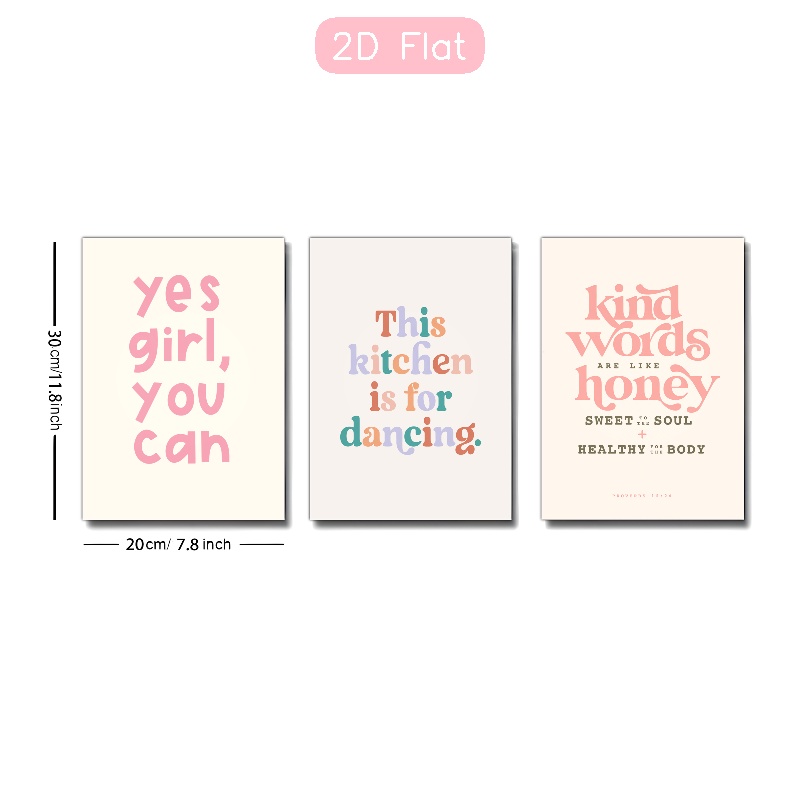 2D Flat
30cm/11.8inch
yes
girl,
you
can
This
kitchen
is for
dancing.
kind
words
ARE LIKE
honey
SWEET TO THE SOUL
+
HEALTHY FOR THE BODY
20cm/ 7.8 inch